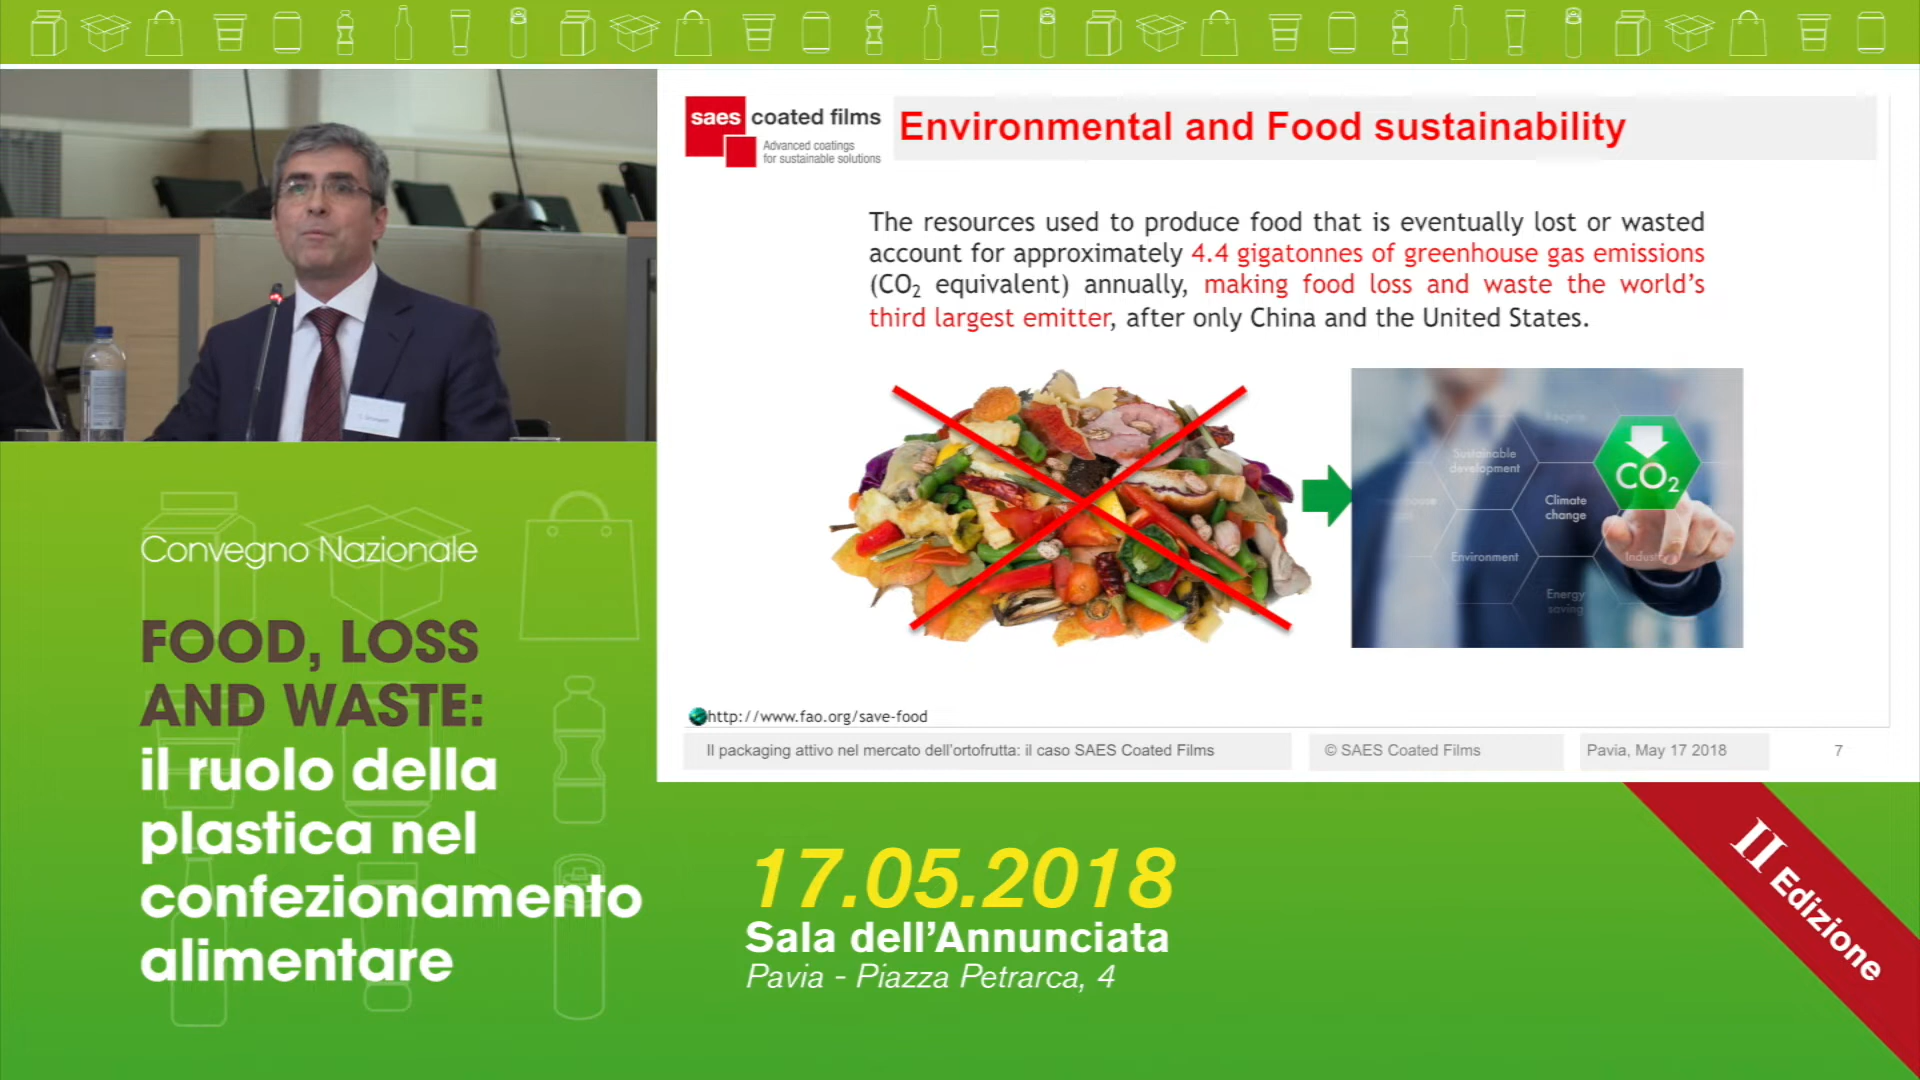 saes coated films
Advanced coatings
for sustainable solutions
Environmental and Food sustainability
The resources used to produce food that is eventually lost or wasted
account for approximately 4.4 gigatonnes of greenhouse gas emissions
(CO₂ equivalent) annually, making food loss and waste the world's
third largest emitter, after only China and the United States.
Recycle
Sustainable
development
CO₂
Climate
change
Environment
Industry
Energy
saving
http://www.fao.org/save-food
Il packaging attivo nel mercato dell'ortofrutta: il caso SAES Coated Films
© SAES Coated Films
Pavia, May 17 2018
7
Convegno Nazionale
FOOD, LOSS
AND WASTE:
il ruolo della
plastica nel
confezionamento
alimentare
17.05.2018
Sala dell'Annunciata
Pavia - Piazza Petrarca, 4
II Edizione